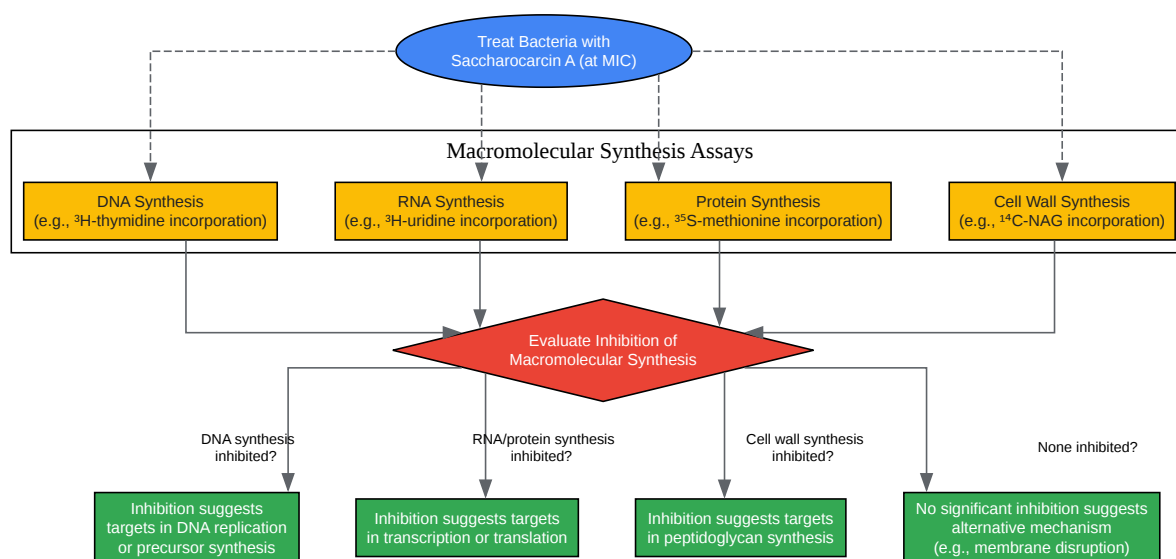 Treat Bacteria with
Saccharocarcin A (at MIC)
Macromolecular Synthesis Assays
DNA Synthesis
(e.g., ³H-thymidine incorporation)
RNA Synthesis
(e.g., ³H-uridine incorporation)
Protein Synthesis
(e.g., ³⁵S-methionine incorporation)
Cell Wall Synthesis
(e.g., ¹⁴C-NAG incorporation)
Evaluate Inhibition of
Macromolecular Synthesis
DNA synthesis
inhibited?
RNA/protein synthesis
inhibited?
Cell wall synthesis
inhibited?
None inhibited?
Inhibition suggests
targets in DNA replication
or precursor synthesis
Inhibition suggests targets
in transcription or translation
Inhibition suggests targets
in peptidoglycan synthesis
No significant inhibition suggests
alternative mechanism
(e.g., membrane disruption)